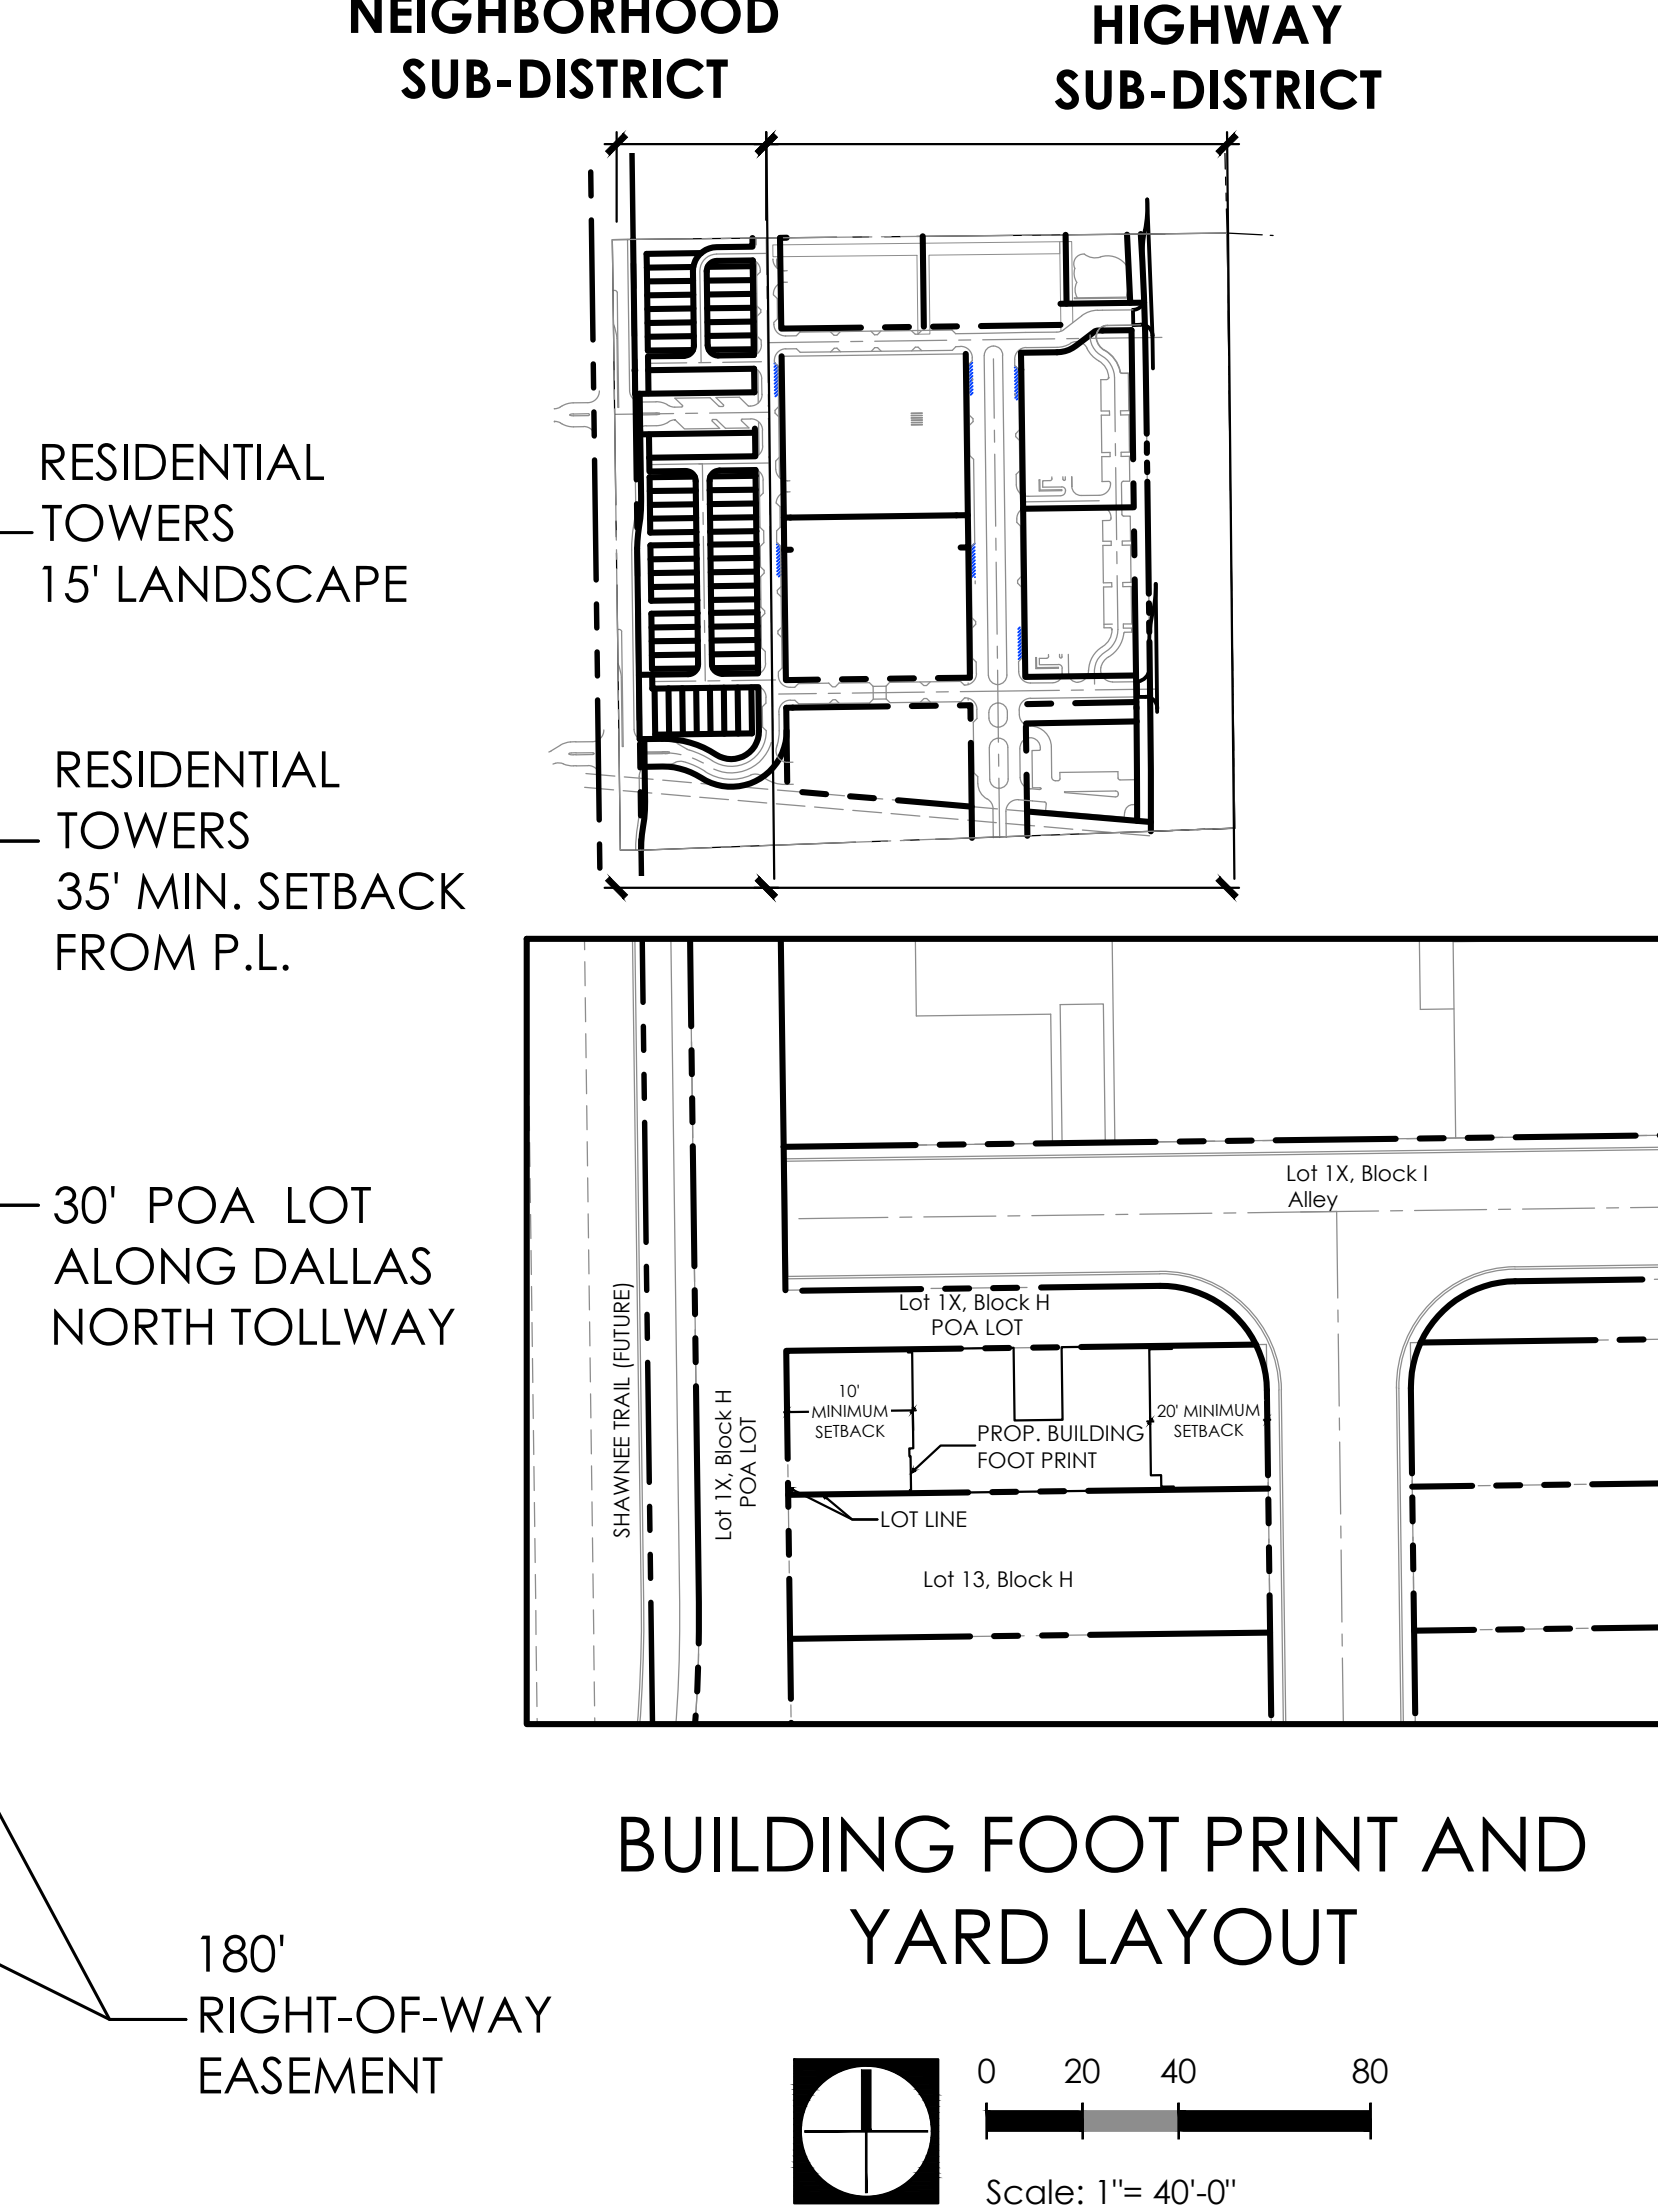 NEIGHBORHOOD
SUB-DISTRICT
HIGHWAY
SUB-DISTRICT
RESIDENTIAL
TOWERS
15' LANDSCAPE
RESIDENTIAL
TOWERS
35' MIN. SETBACK
FROM P.L.
30' POA LOT
ALONG DALLAS
NORTH TOLLWAY
Lot 1X, Block I
Alley
Lot 1X, Block H
POA LOT
SHAWNEE TRAIL (FUTURE)
Lot 1X, Block H
POA LOT
10'
MINIMUM
SETBACK
PROP. BUILDING
FOOT PRINT
20' MINIMUM
SETBACK
LOT LINE
Lot 13, Block H
BUILDING FOOT PRINT AND
YARD LAYOUT
180'
RIGHT-OF-WAY
EASEMENT
0 20 40 80
Scale: 1"= 40'-0"